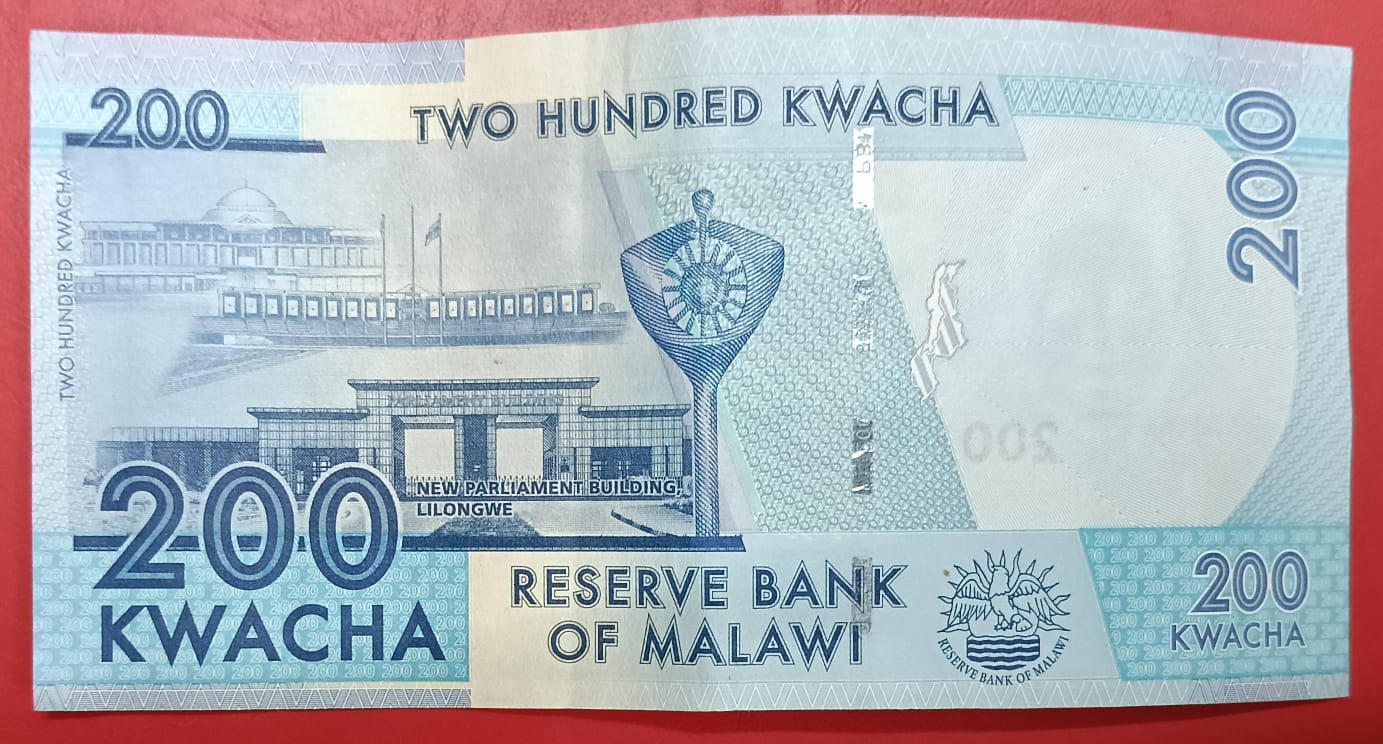 200
TWO HUNDRED KWACHA
200
TWO HUNDRED KWACHA
200
NEW PARLIAMENT BUILDING,
LILONGWE
200
KWACHA
RESERVE BANK
OF MALAWI
RESERVE BANK OF MALAWI
200
KWACHA